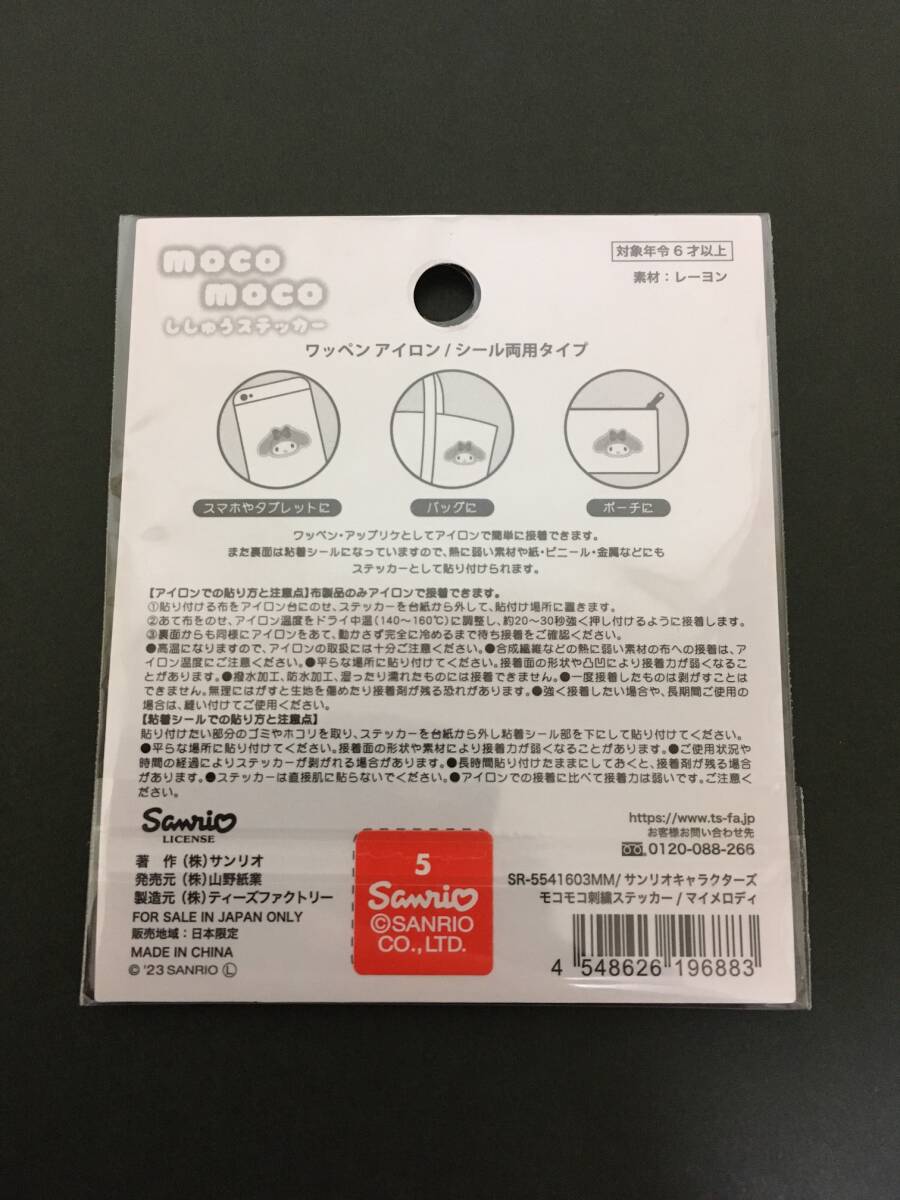 moco
moco
ししゅうステッカー
対象年令6才以上
素材：レーヨン
ワッペン アイロン / シール両用タイプ
スマホやタブレットに
バッグに
ポーチに
ワッペン・アップリケとしてアイロンで簡単に接着できます。
また裏面は粘着シールになっていますので、熱に弱い素材や紙・ビニール・金属などにも
ステッカーとして貼り付けられます。
【アイロンでの貼り方と注意点】布製品のみアイロンで接着できます。
①貼り付ける布をアイロン台にのせ、ステッカーを台紙から外して、貼付け場所に置きます。
②あて布をのせ、アイロン温度をドライ中温(140～160℃)に調整し、約20～30秒強く押し付けるように接着します。
③裏面からも同様にアイロンをあて、動かさず完全に冷めるまで待ち接着をご確認ください。
●高温になりますので、アイロンの取扱には十分ご注意ください。●合成繊維などの熱に弱い素材の布への接着は、ア
イロン温度にご注意ください。●平らな場所に貼り付けてください。接着面の形状や凸凹により接着力が弱くなるこ
とがあります。●撥水加工、防水加工、湿ったり濡れたものには接着できません。●一度接着したものは剥がすことは
できません。無理にはがすと生地を傷めたり接着剤が残る恐れがあります。●強く接着したい場合や、長期間ご使用の
場合は、縫い付けてご使用ください。
【粘着シールでの貼り方と注意点】
貼り付けたい部分のゴミやホコリを取り、ステッカーを台紙から外し粘着シール部を下にして貼り付けてください。
●平らな場所に貼り付けてください。接着面の形状や素材により接着力が弱くなることがあります。●ご使用状況や
時間の経過によりステッカーが剥がれる場合があります。●長時間貼り付けたままにしておくと、接着剤が残る場合
があります。●ステッカーは直接肌に貼らないでください。●アイロンでの接着に比べて接着力は弱いです。ご注意く
ださい。
Sanrio
LICENSE
著 作 (株)サンリオ
発売元 (株)山野紙業
製造元 (株)ティーズファクトリー
FOR SALE IN JAPAN ONLY
販売地域：日本限定
MADE IN CHINA
© '23 SANRIO Ⓛ
5
Sanrio
©SANRIO
CO.,LTD.
https://www.ts-fa.jp
お客様お問い合わせ先
0120-088-266
SR-5541603MM/ サンリオキャラクターズ
モコモコ刺繍ステッカー / マイメロディ
4 548626 196883